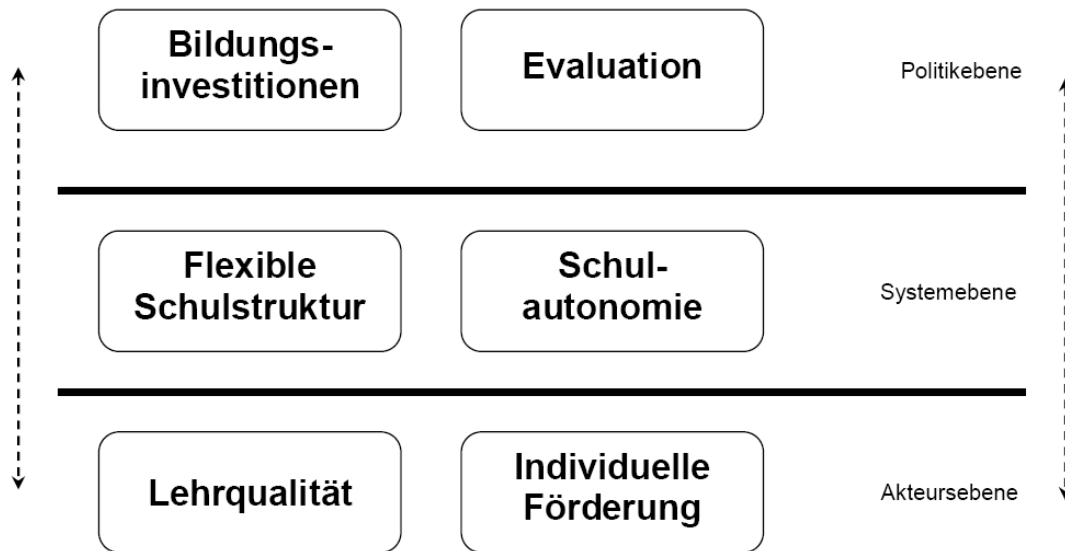 Bildungs-
investitionen
Evaluation
Politikebene
Flexible
Schulstruktur
Schul-
autonomie
Systemebene
Lehrqualität
Individuelle
Förderung
Akteursebene